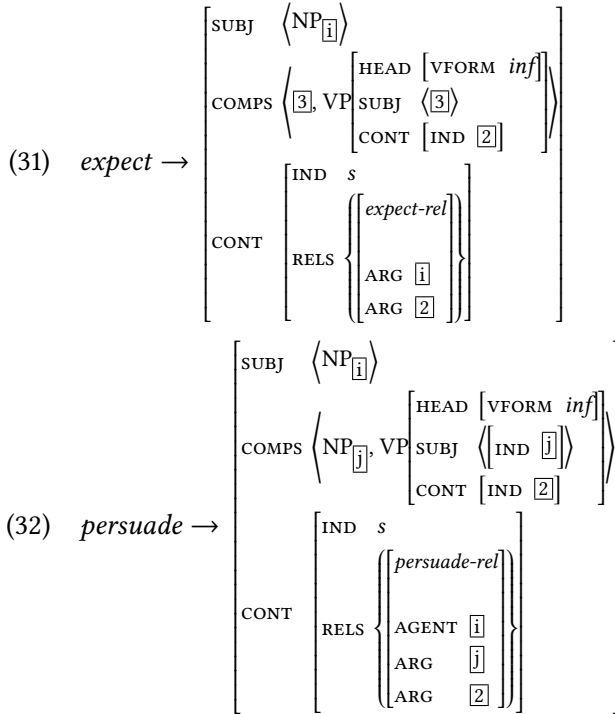 SUBJ ⟨NP[i]⟩
HEAD [VFORM inf]
COMPS ⟨[3], VP SUBJ ⟨[3]⟩ ⟩
CONT [IND [2]]
(31) expect →
IND s
expect-rel
CONT
RELS
ARG [i]
ARG [2]
SUBJ ⟨NP[i]⟩
HEAD [VFORM inf]
COMPS ⟨NP[j], VP SUBJ ⟨[IND [j]]⟩ ⟩
CONT [IND [2]]
(32) persuade →
IND s
persuade-rel
CONT
RELS
AGENT [i]
ARG [j]
ARG [2]